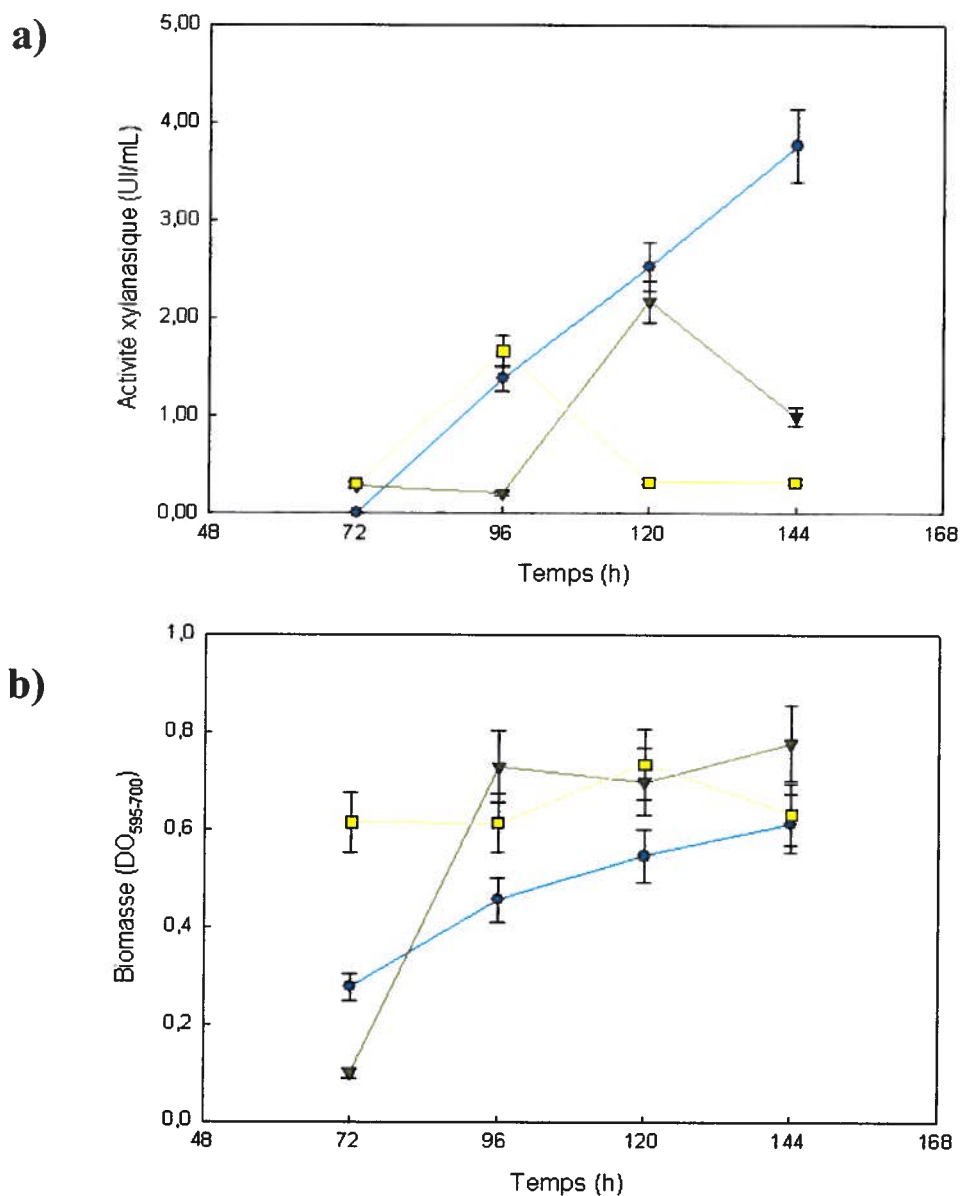 a)
5,00
4,00
3,00
2,00
1,00
0,00
Activité xylanasique (UI/mL)
48 72 96 120 144 168
Temps (h)
b)
1,0
0,8
0,6
0,4
0,2
0,0
Biomasse (DO595-700)
48 72 96 120 144 168
Temps (h)